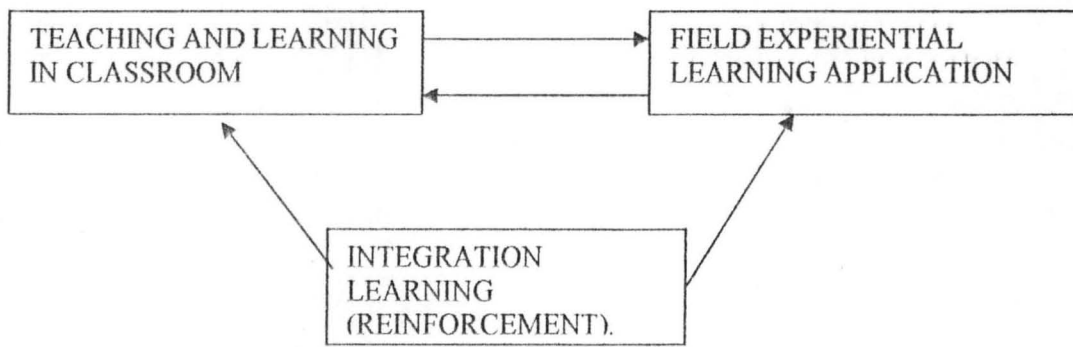 TEACHING AND LEARNING
IN CLASSROOM
FIELD EXPERIENTIAL
LEARNING APPLICATION
INTEGRATION
LEARNING
(REINFORCEMENT).